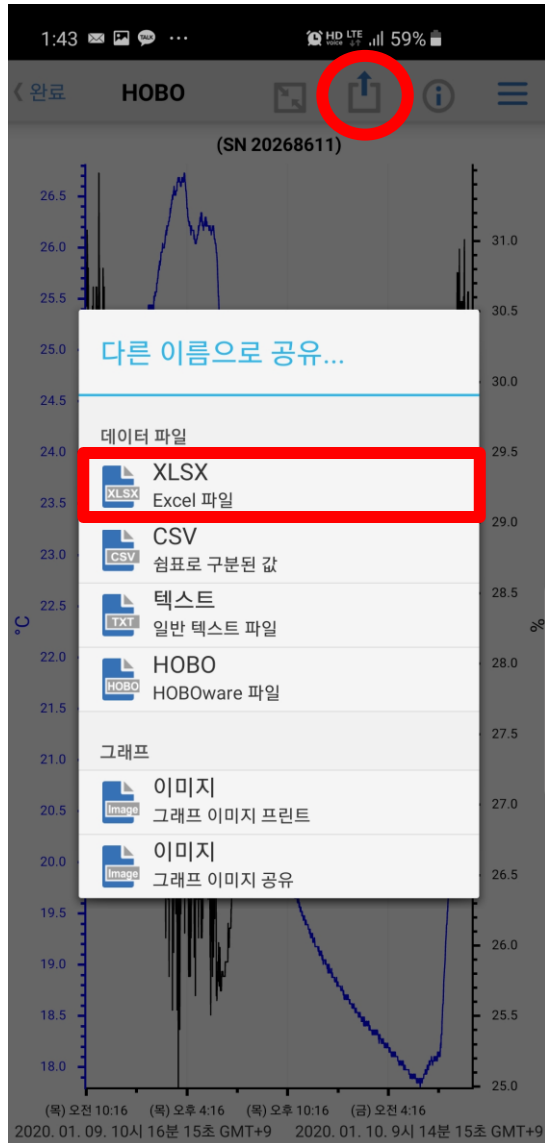 1:43 TALK ... HD voice LTE 59%
〈 완료 HOBO
(SN 20268611)
26.5
26.0
31.0
25.5
30.5
25.0
다른 이름으로 공유...
30.0
24.5
데이터 파일
24.0
29.5
XLSX
XLSX
Excel 파일
23.5
29.0
CSV
CSV
쉼표로 구분된 값
23.0
28.5
텍스트
TXT
일반 텍스트 파일
22.5
°C
%
22.0
28.0
HOBO
HOBO
HOBOware 파일
21.5
27.5
그래프
21.0
이미지
Image
그래프 이미지 프린트
20.5
27.0
이미지
Image
그래프 이미지 공유
20.0
26.5
19.5
26.0
19.0
18.5
25.5
18.0
25.0
(목) 오전 10:16 (목) 오후 4:16 (목) 오후 10:16 (금) 오전 4:16
2020. 01. 09. 10시 16분 15초 GMT+9 2020. 01. 10. 9시 14분 15초 GMT+9